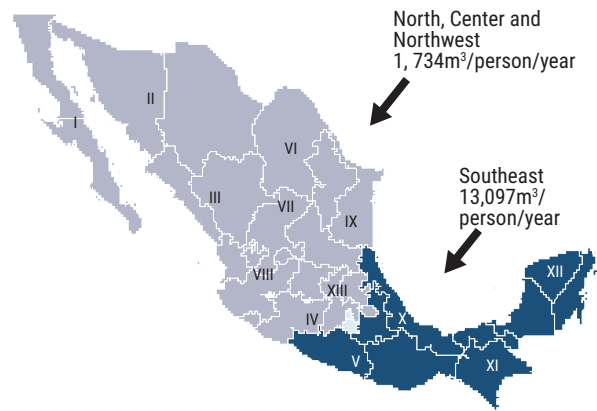 North, Center and
Northwest
1, 734m³/person/year
Southeast
13,097m³/
person/year
I
II
III
IV
V
VI
VII
VIII
IX
X
XI
XII
XIII